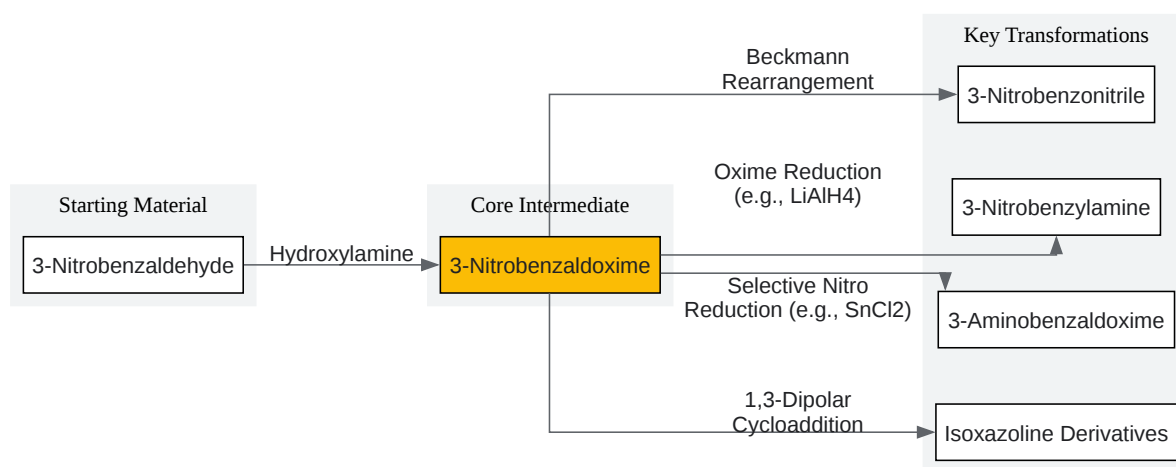 Key Transformations
Beckmann
Rearrangement
3-Nitrobenzonitrile
Oxime Reduction
(e.g., LiAlH4)
Starting Material
Core Intermediate
3-Nitrobenzylamine
3-Nitrobenzaldehyde
Hydroxylamine
3-Nitrobenzaldoxime
Selective Nitro
Reduction (e.g., SnCl2)
3-Aminobenzaldoxime
1,3-Dipolar
Cycloaddition
Isoxazoline Derivatives